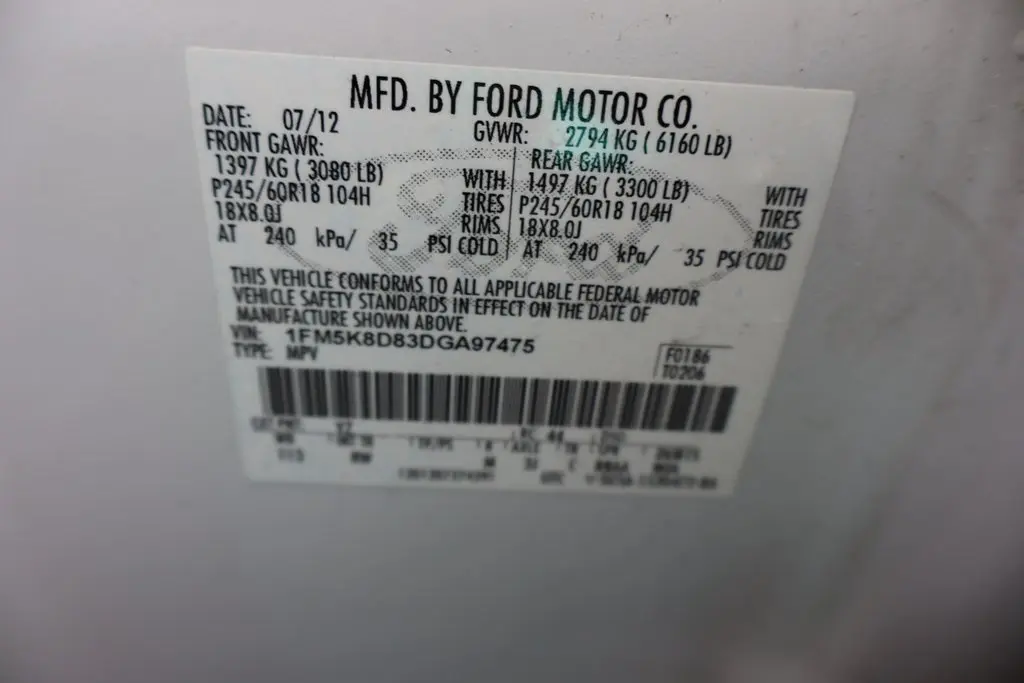 MFD. BY FORD MOTOR CO.
DATE: 07/12 GVWR: 2794 KG ( 6160 LB)
FRONT GAWR: REAR GAWR:
1397 KG ( 3080 LB) WITH 1497 KG ( 3300 LB) WITH
P245/60R18 104H TIRES P245/60R18 104H TIRES
18X8.0J RIMS 18X8.0J RIMS
AT 240 kPa/ 35 PSI COLD AT 240 kPa/ 35 PSI COLD
THIS VEHICLE CONFORMS TO ALL APPLICABLE FEDERAL MOTOR
VEHICLE SAFETY STANDARDS IN EFFECT ON THE DATE OF
MANUFACTURE SHOWN ABOVE.
VIN: 1FM5K8D83DGA97475
TYPE: MPV
F0186
T0206